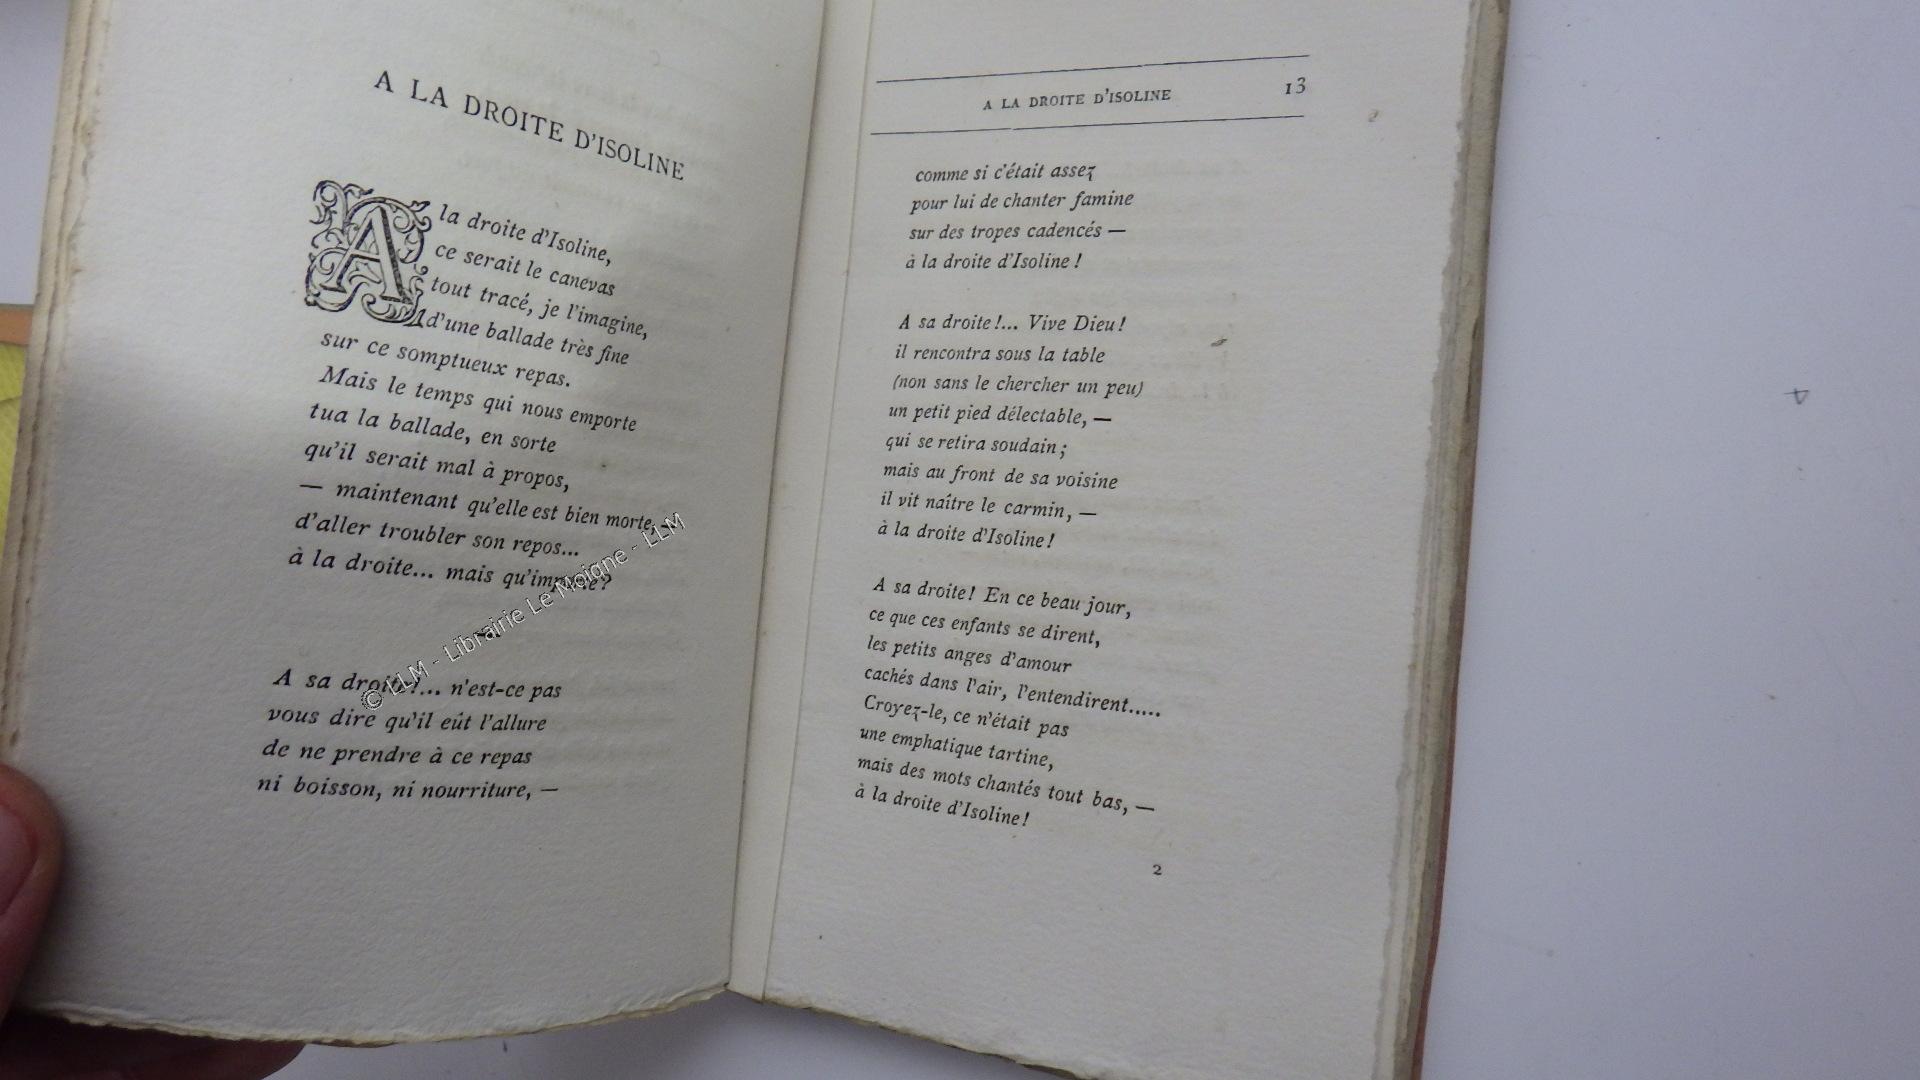 A LA DROITE D'ISOLINE
A la droite d'Isoline,
ce serait le canevas
tout tracé, je l'imagine,
d'une ballade très fine
sur ce somptueux repas.
Mais le temps qui nous emporte
tua la ballade, en sorte
qu'il serait mal à propos,
— maintenant qu'elle est bien morte, —
d'aller troubler son repos...
à la droite... mais qu'importe?
A sa droite!... n'est-ce pas
vous dire qu'il eût l'allure
de ne prendre à ce repas
ni boisson, ni nourriture, —
© LLM - Librairie Le Moigne - LLM
A LA DROITE D'ISOLINE 13
comme si c'était assez
pour lui de chanter famine
sur des tropes cadencés —
à la droite d'Isoline!
A sa droite!... Vive Dieu!
il rencontra sous la table
(non sans le chercher un peu)
un petit pied délectable, —
qui se retira soudain;
mais au front de sa voisine
il vit naître le carmin, —
à la droite d'Isoline!
A sa droite! En ce beau jour,
ce que ces enfants se dirent,
les petits anges d'amour
cachés dans l'air, l'entendirent.....
Croyez-le, ce n'était pas
une emphatique tartine,
mais des mots chantés tout bas, —
à la droite d'Isoline!
2